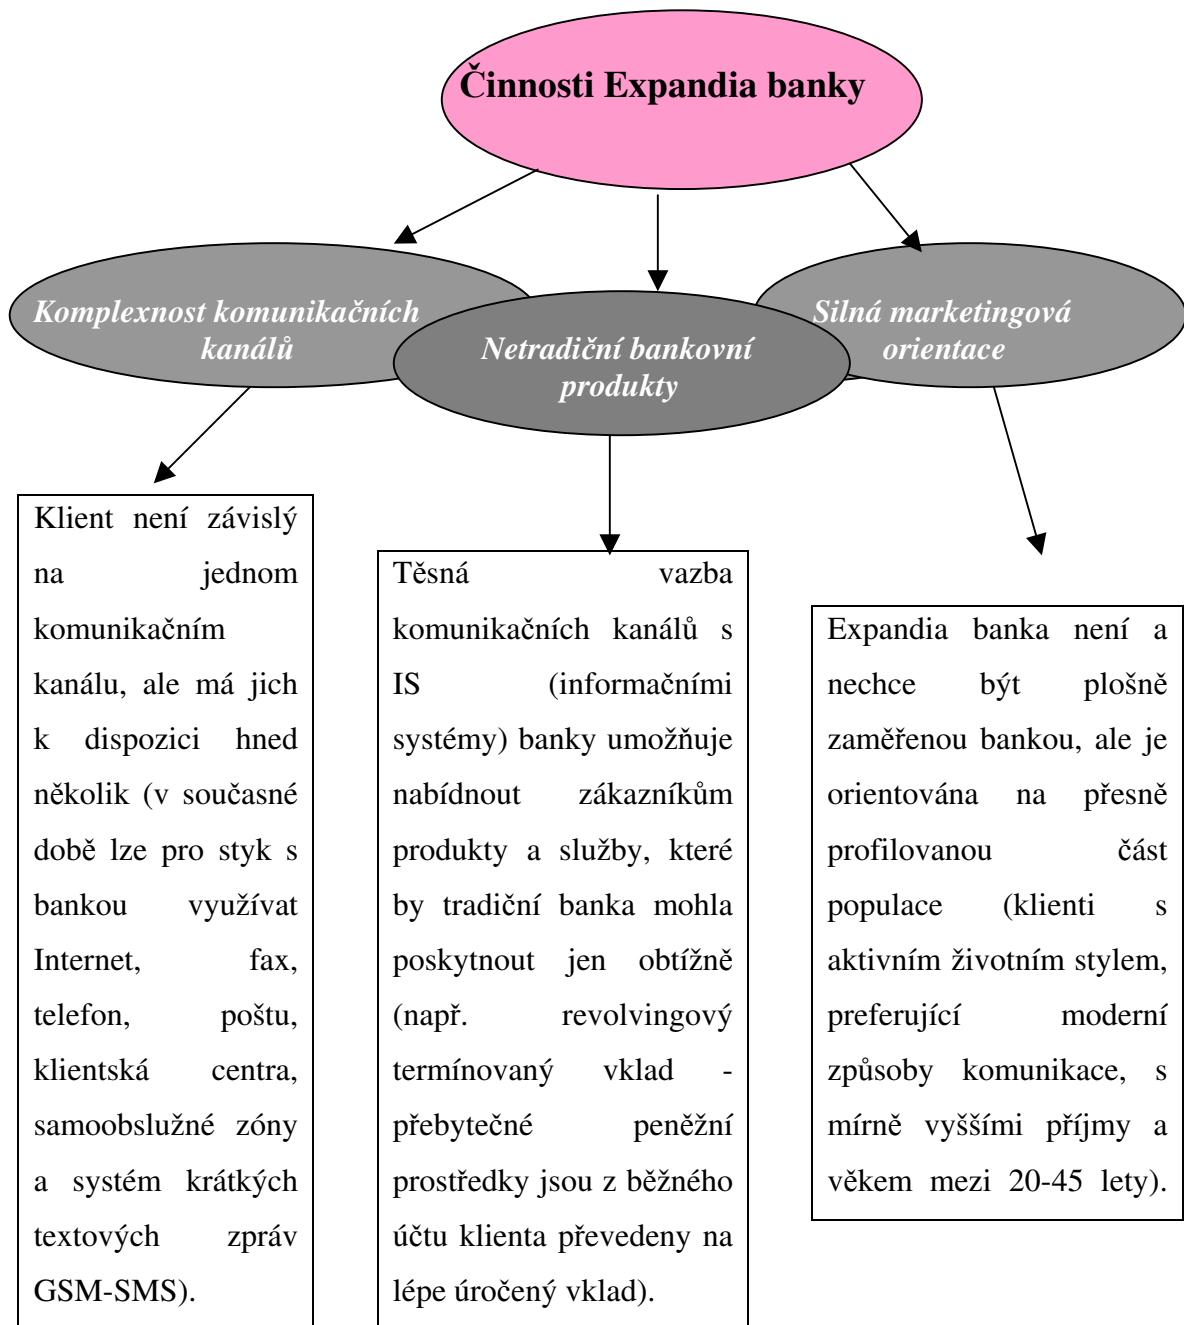 Činnosti Expandia banky
Komplexnost komunikačních
kanálů
Netradiční bankovní
produkty
Silná marketingová
orientace
Klient není závislý
na jednom
komunikačním
kanálu, ale má jich
k dispozici hned
několik (v současné
době lze pro styk s
bankou využívat
Internet, fax,
telefon, poštu,
klientská centra,
samoobslužné zóny
a systém krátkých
textových zpráv
GSM-SMS).
Těsná vazba
komunikačních kanálů s
IS (informačními
systémy) banky umožňuje
nabídnout zákazníkům
produkty a služby, které
by tradiční banka mohla
poskytnout jen obtížně
(např. revolvingový
termínovaný vklad -
přebytečné peněžní
prostředky jsou z běžného
účtu klienta převedeny na
lépe úročený vklad).
Expandia banka není a
nechce být plošně
zaměřenou bankou, ale je
orientována na přesně
profilovanou část
populace (klienti s
aktivním životním stylem,
preferující moderní
způsoby komunikace, s
mírně vyššími příjmy a
věkem mezi 20-45 lety).